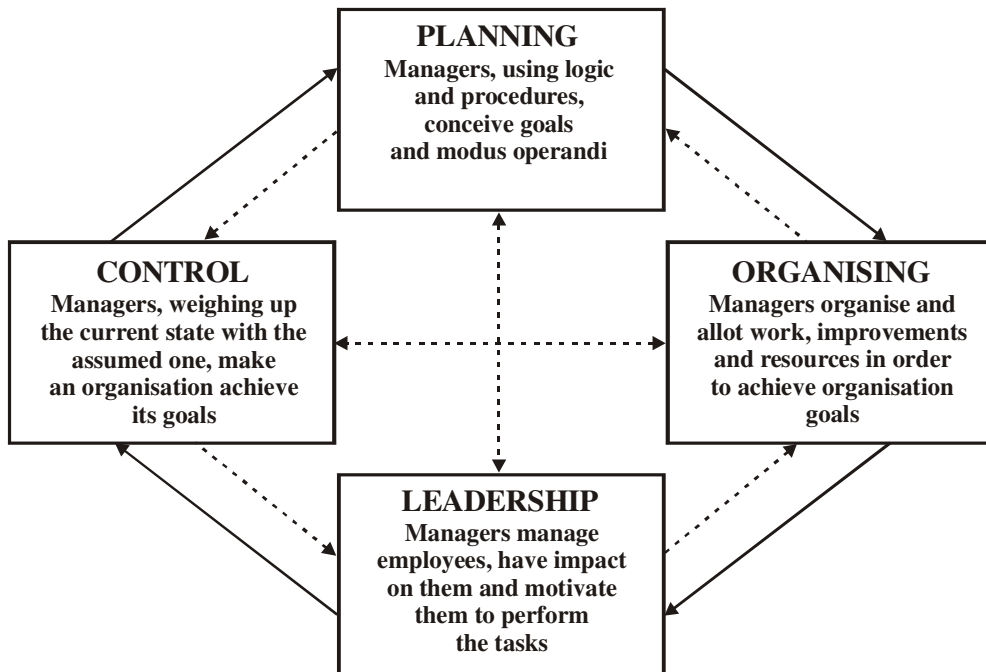 PLANNING
Managers, using logic
and procedures,
conceive goals
and modus operandi
CONTROL
Managers, weighing up
the current state with the
assumed one, make
an organisation achieve
its goals
ORGANISING
Managers organise and
allot work, improvements
and resources in order
to achieve organisation
goals
LEADERSHIP
Managers manage
employees, have impact
on them and motivate
them to perform
the tasks